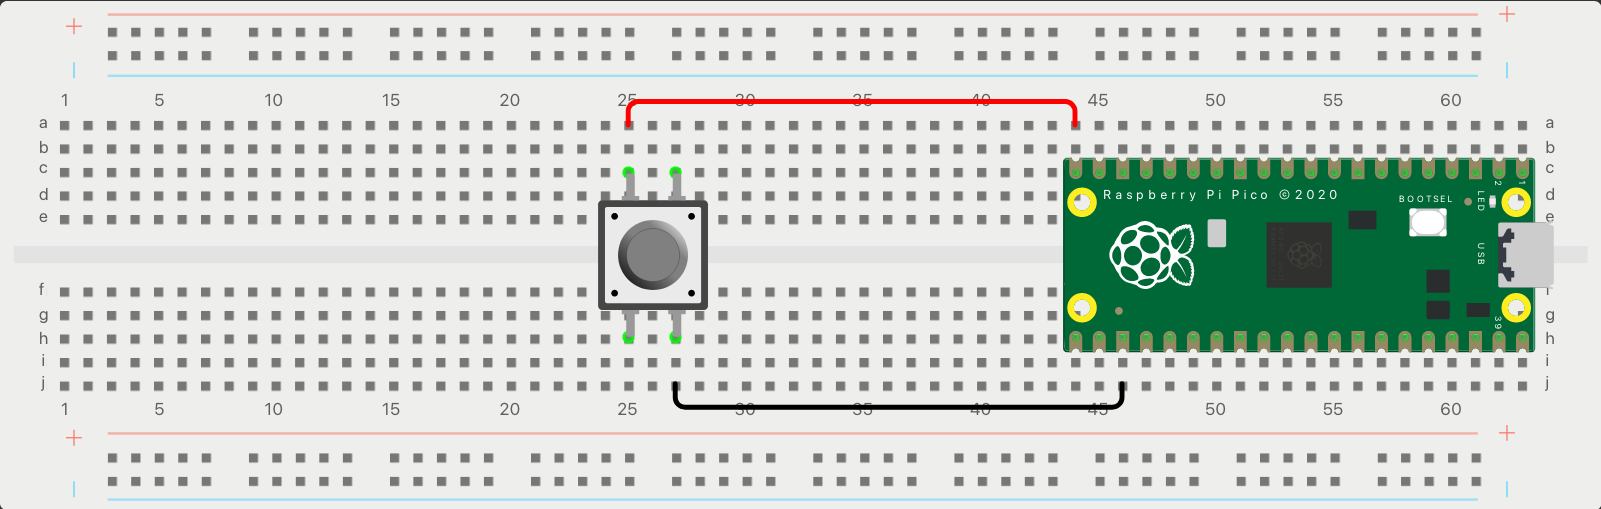 + +
1 5 10 15 20 25 30 35 40 45 50 55 60
a a
b b
c c
2 1
d Raspberry Pi Pico © 2020 BOOTSEL LED d
e e
USB
f
g 39 g
h h
i i
j j
1 5 10 15 20 25 30 35 40 45 50 55 60
+ +